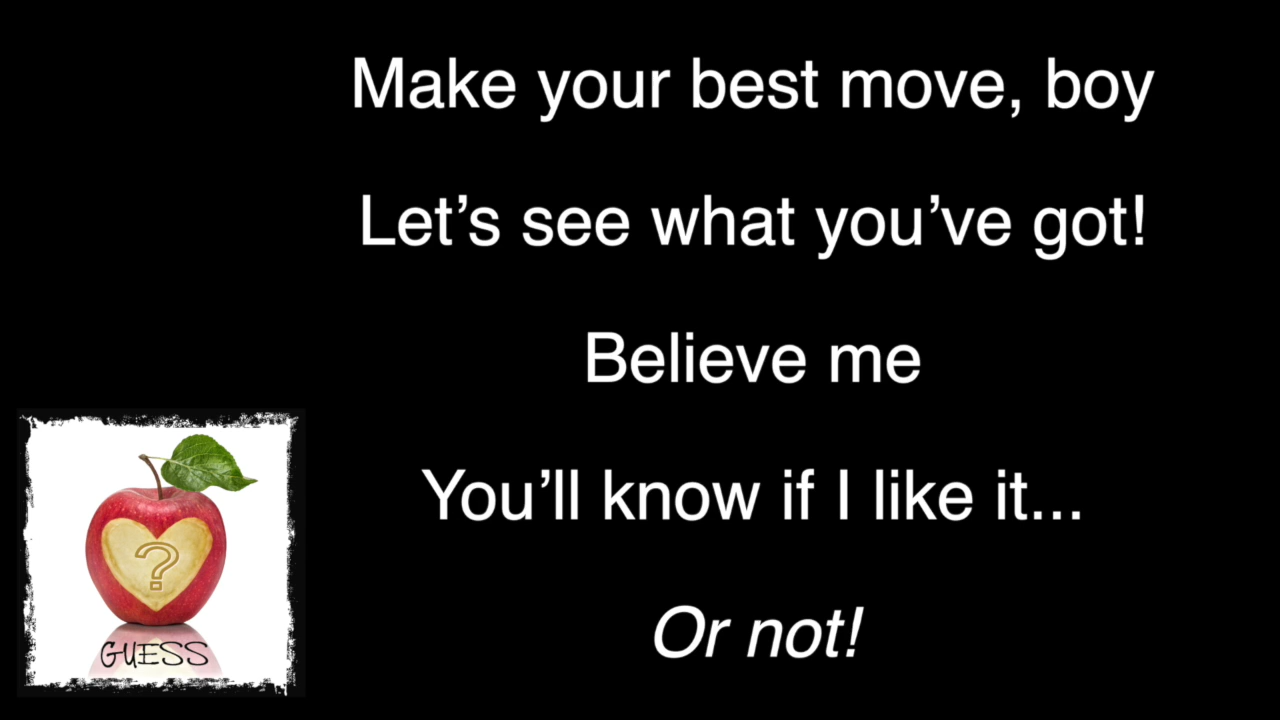 Make your best move, boy
Let’s see what you’ve got!
Believe me
You’ll know if I like it...
Or not!
?
GUESS